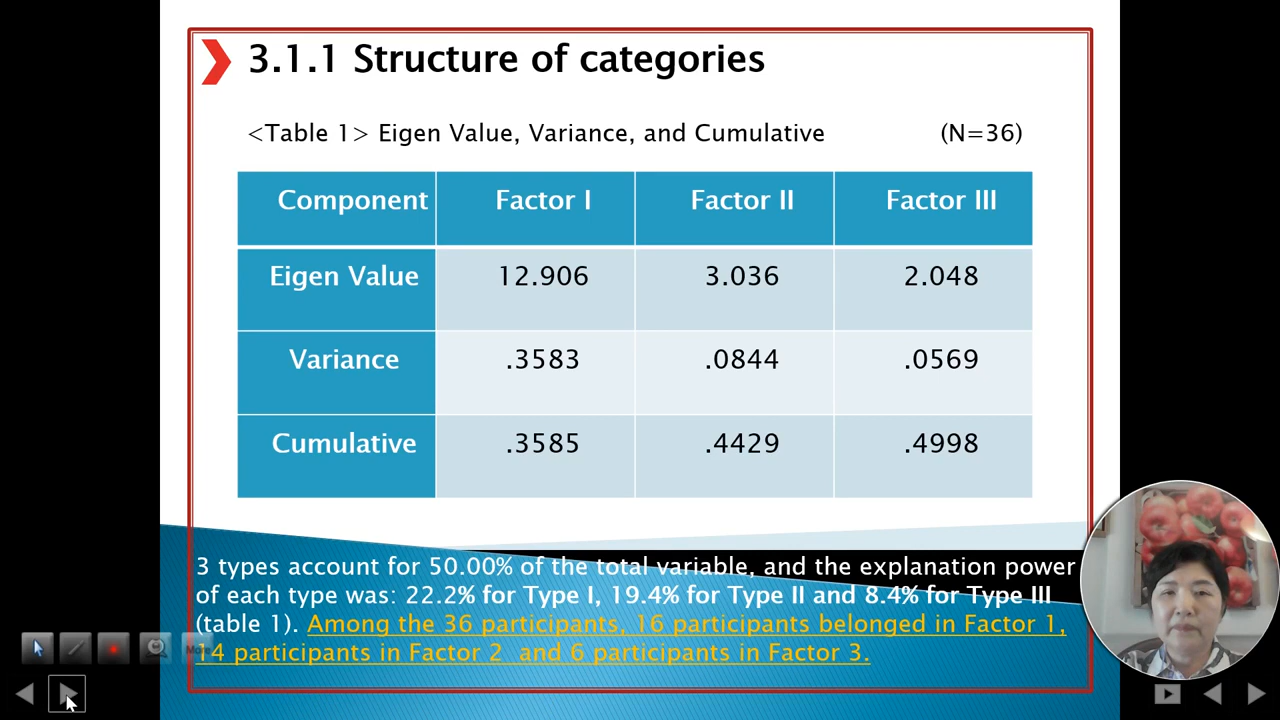 3.1.1 Structure of categories
<Table 1> Eigen Value, Variance, and Cumulative (N=36)
Component Factor I Factor II Factor III
Eigen Value 12.906 3.036 2.048
Variance .3583 .0844 .0569
Cumulative .3585 .4429 .4998
3 types account for 50.00% of the total variable, and the explanation power
of each type was: 22.2% for Type I, 19.4% for Type II and 8.4% for Type III
(table 1). Among the 36 participants, 16 participants belonged in Factor 1,
14 participants in Factor 2 and 6 participants in Factor 3.
More